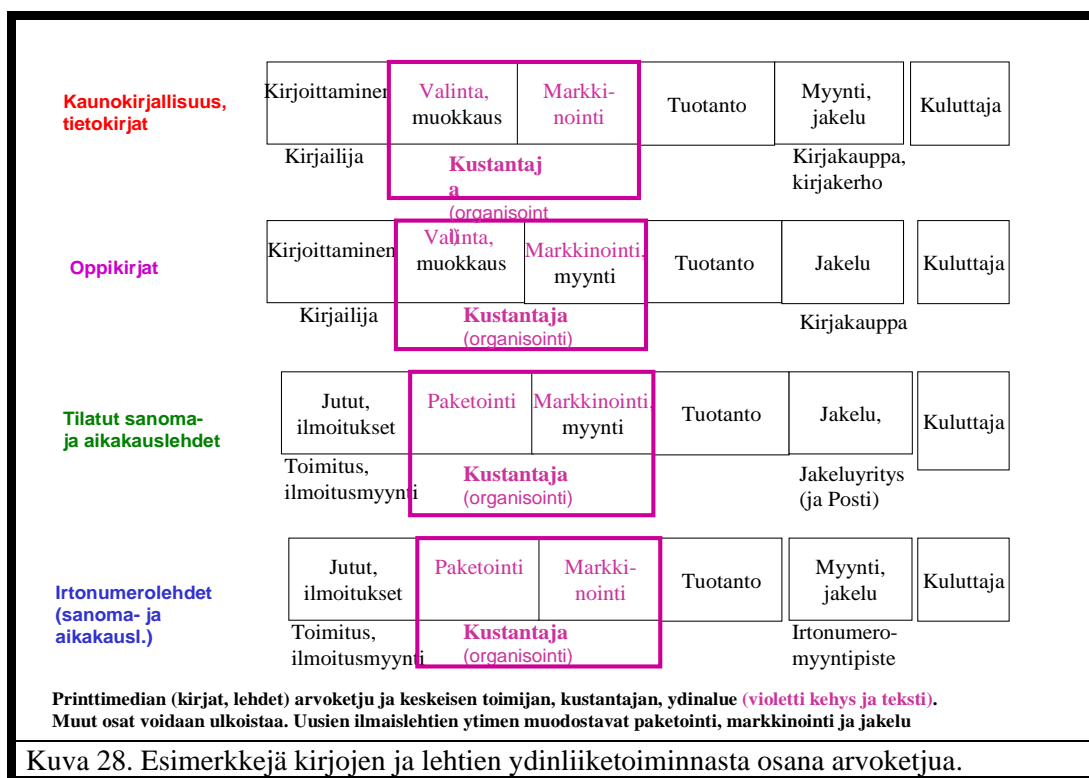 Kaunokirjallisuus,
tietokirjat
Kirjoittaminen
Valinta,
muokkaus
Markki-
nointi
Tuotanto
Myynti,
jakelu
Kuluttaja
Kirjailija
Kustantaj
a
(organisoint
i)
Kirjakauppa,
kirjakerho
Oppikirjat
Kirjoittaminen
Valinta,
muokkaus
Markkinointi,
myynti
Tuotanto
Jakelu
Kuluttaja
Kirjailija
Kustantaja
(organisointi)
Kirjakauppa
Tilatut sanoma-
ja aikakauslehdet
Jutut,
ilmoitukset
Paketointi
Markkinointi,
myynti
Tuotanto
Jakelu,
Kuluttaja
Toimitus,
ilmoitusmyynti
Kustantaja
(organisointi)
Jakeluyritys
(ja Posti)
Irtonumerolehdet
(sanoma- ja
aikakausl.)
Jutut,
ilmoitukset
Paketointi
Markki-
nointi
Tuotanto
Myynti,
jakelu
Kuluttaja
Toimitus,
ilmoitusmyynti
Kustantaja
(organisointi)
Irtonumero-
myyntipiste
Printtimedian (kirjat, lehdet) arvoketju ja keskeisen toimijan, kustantajan, ydinalue (violetti kehys ja teksti).
Muut osat voidaan ulkoistaa. Uusien ilmaislehtien ytimen muodostavat paketointi, markkinointi ja jakelu
Kuva 28. Esimerkkejä kirjojen ja lehtien ydinliiketoiminnasta osana arvoketjua.